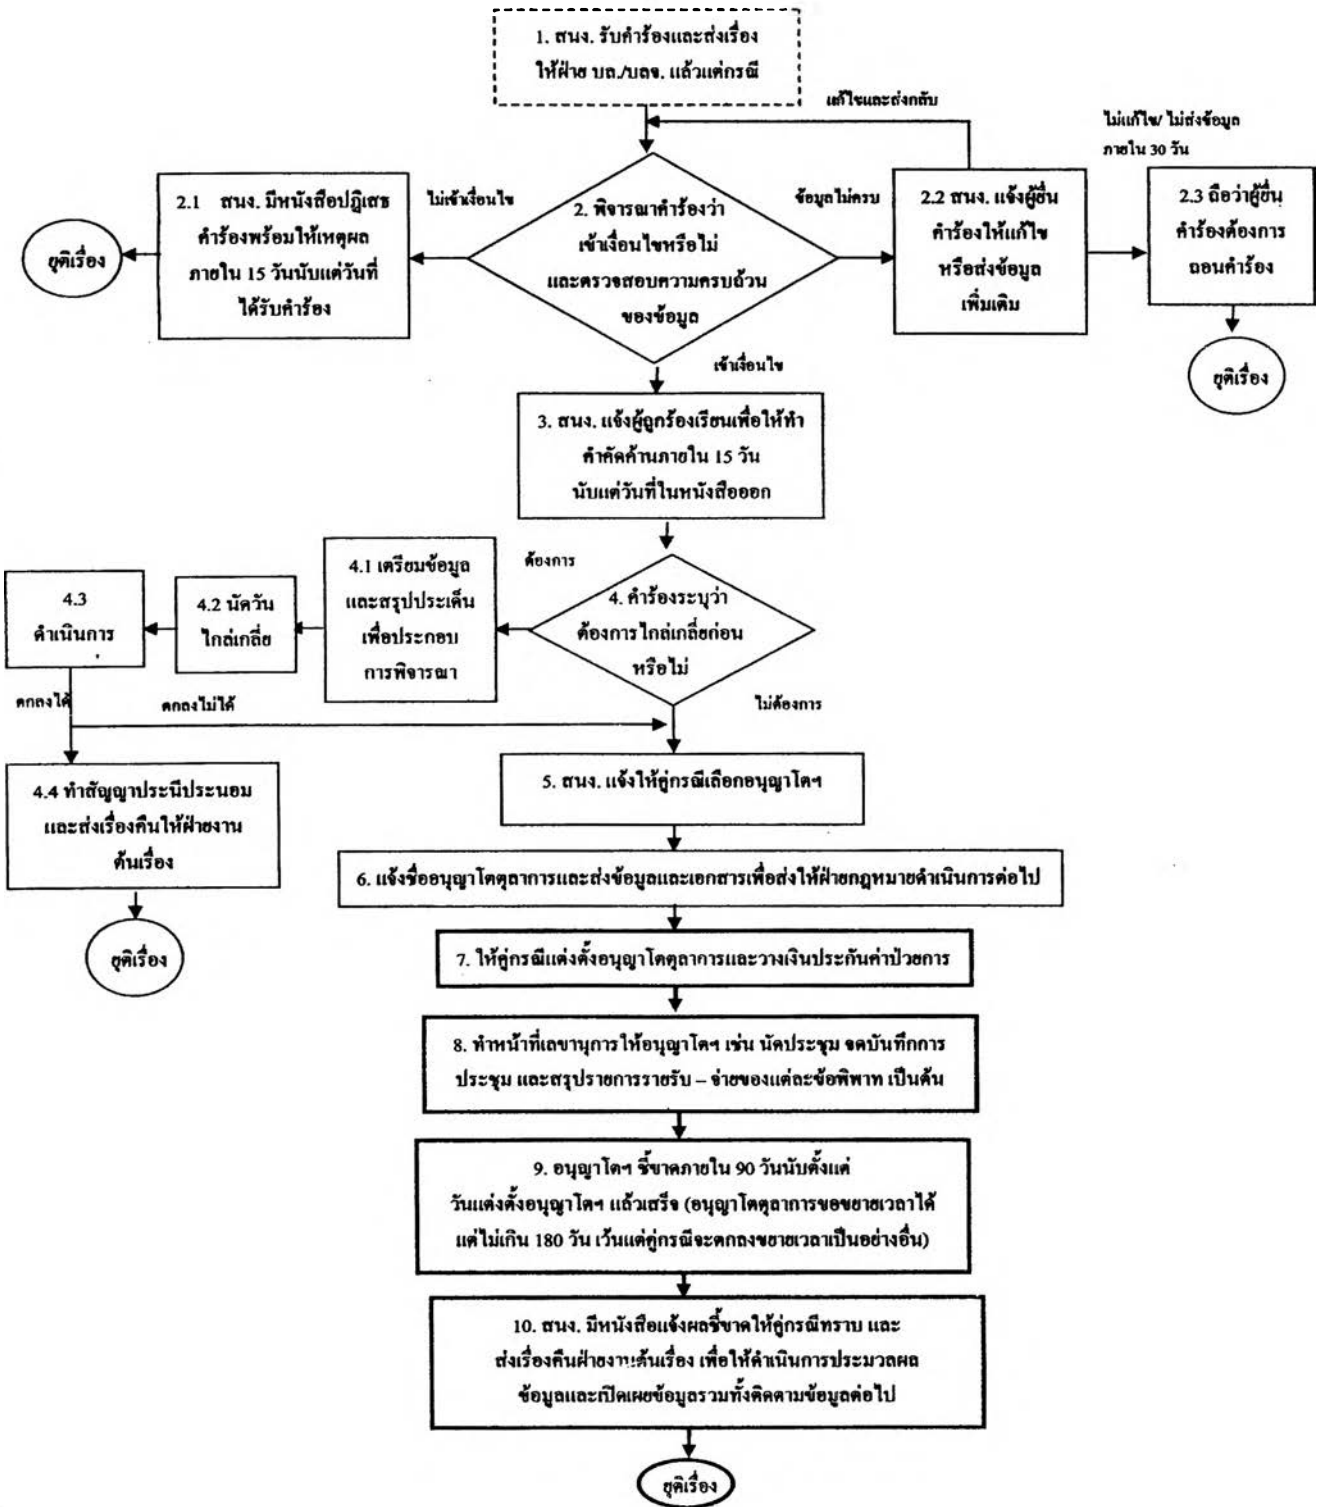 1. สนง. รับคำร้องและส่งเรื่อง
ให้ฝ่าย บล./บลจ. แล้วแต่กรณี
แก้ไขและส่งกลับ
ไม่แก้ไข/ ไม่ส่งข้อมูล
ภายใน 30 วัน
2. พิจารณาคำร้องว่า
เข้าเงื่อนไขหรือไม่
และตรวจสอบความครบถ้วน
ของข้อมูล
ไม่เข้าเงื่อนไข
2.1 สนง. มีหนังสือปฏิเสธ
คำร้องพร้อมให้เหตุผล
ภายใน 15 วันนับแต่วันที่
ได้รับคำร้อง
ยุติเรื่อง
ข้อมูลไม่ครบ
2.2 สนง. แจ้งผู้ยื่น
คำร้องให้แก้ไข
หรือส่งข้อมูล
เพิ่มเติม
2.3 ถือว่าผู้ยื่น
คำร้องต้องการ
ถอนคำร้อง
ยุติเรื่อง
เข้าเงื่อนไข
3. สนง. แจ้งผู้ถูกร้องเรียนเพื่อให้ทำ
คำคัดค้านภายใน 15 วัน
นับแต่วันที่ในหนังสือออก
4. คำร้องระบุว่า
ต้องการไกล่เกลี่ยก่อน
หรือไม่
ต้องการ
4.1 เตรียมข้อมูล
และสรุปประเด็น
เพื่อประกอบ
การพิจารณา
4.2 นัดวัน
ไกล่เกลี่ย
4.3
ดำเนินการ
ตกลงได้
ตกลงไม่ได้
ไม่ต้องการ
4.4 ทำสัญญาประนีประนอม
และส่งเรื่องคืนให้ฝ่ายงาน
ต้นเรื่อง
ยุติเรื่อง
5. สนง. แจ้งให้คู่กรณีเลือกอนุญาโตฯ
6. แจ้งชื่ออนุญาโตตุลาการและส่งข้อมูลและเอกสารเพื่อส่งให้ฝ่ายกฎหมายดำเนินการต่อไป
7. ให้คู่กรณีแต่งตั้งอนุญาโตตุลาการและวางเงินประกันค่าป่วยการ
8. ทำหน้าที่เลขานุการให้อนุญาโตฯ เช่น นัดประชุม จดบันทึกการ
ประชุม และสรุปรายการรายรับ – จ่ายของแต่ละข้อพิพาท เป็นต้น
9. อนุญาโตฯ ชี้ขาดภายใน 90 วันนับตั้งแต่
วันแต่งตั้งอนุญาโตฯ แล้วเสร็จ (อนุญาโตตุลาการขอขยายเวลาได้
แต่ไม่เกิน 180 วัน เว้นแต่คู่กรณีจะตกลงขยายเวลาเป็นอย่างอื่น)
10. สนง. มีหนังสือแจ้งผลชี้ขาดให้คู่กรณีทราบ และ
ส่งเรื่องคืนฝ่ายงานต้นเรื่อง เพื่อให้ดำเนินการประมวลผล
ข้อมูลและเปิดเผยข้อมูลรวมทั้งติดตามข้อมูลต่อไป
ยุติเรื่อง